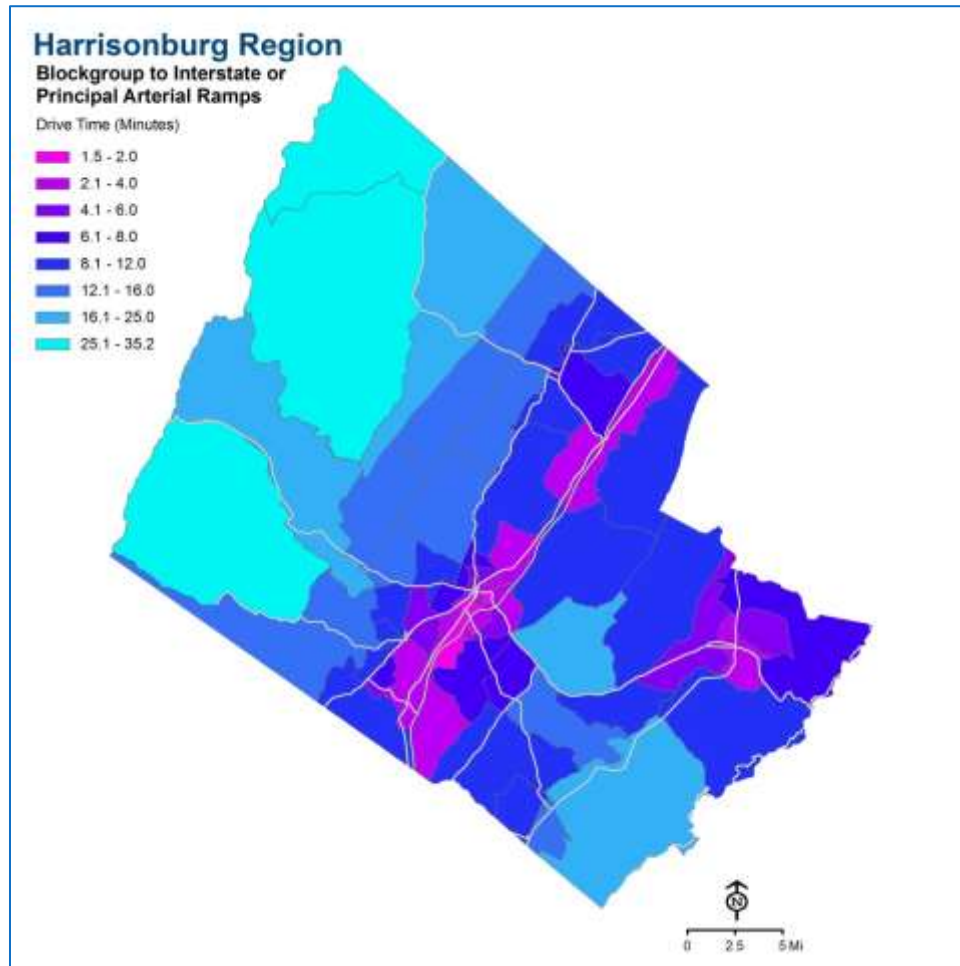 Harrisonburg Region
Blockgroup to Interstate or
Principal Arterial Ramps
Drive Time (Minutes)
1.5 - 2.0
2.1 - 4.0
4.1 - 6.0
6.1 - 8.0
8.1 - 12.0
12.1 - 16.0
16.1 - 25.0
25.1 - 35.2
N
0 2.5 5 Mi